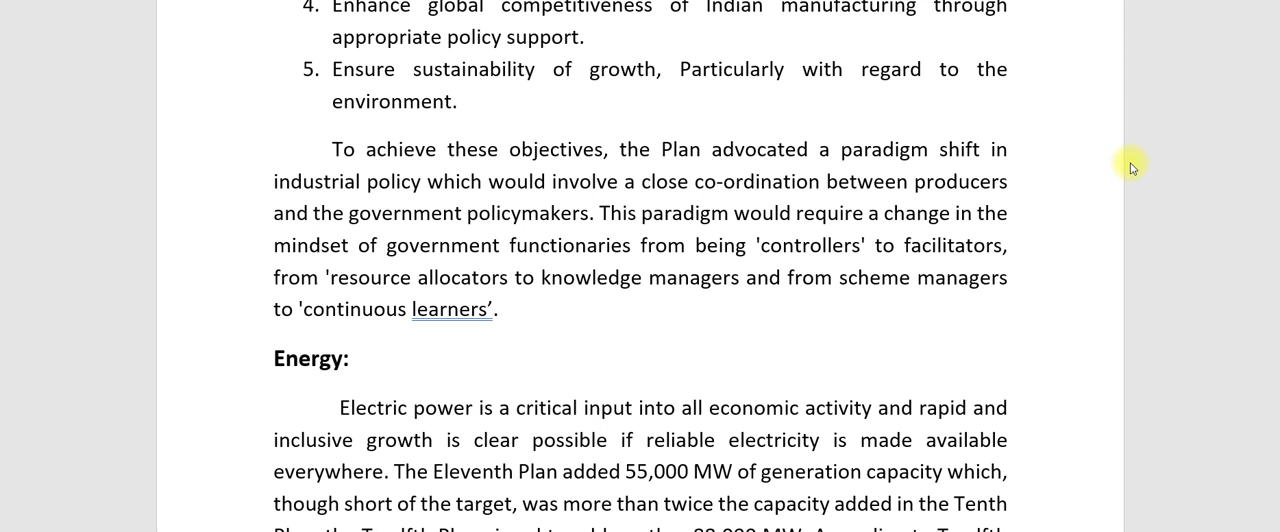 4. Enhance global competitiveness of Indian manufacturing through
appropriate policy support.
5. Ensure sustainability of growth, Particularly with regard to the
environment.
To achieve these objectives, the Plan advocated a paradigm shift in
industrial policy which would involve a close co-ordination between producers
and the government policymakers. This paradigm would require a change in the
mindset of government functionaries from being 'controllers' to facilitators,
from 'resource allocators to knowledge managers and from scheme managers
to 'continuous learners’.
Energy:
Electric power is a critical input into all economic activity and rapid and
inclusive growth is clear possible if reliable electricity is made available
everywhere. The Eleventh Plan added 55,000 MW of generation capacity which,
though short of the target, was more than twice the capacity added in the Tenth